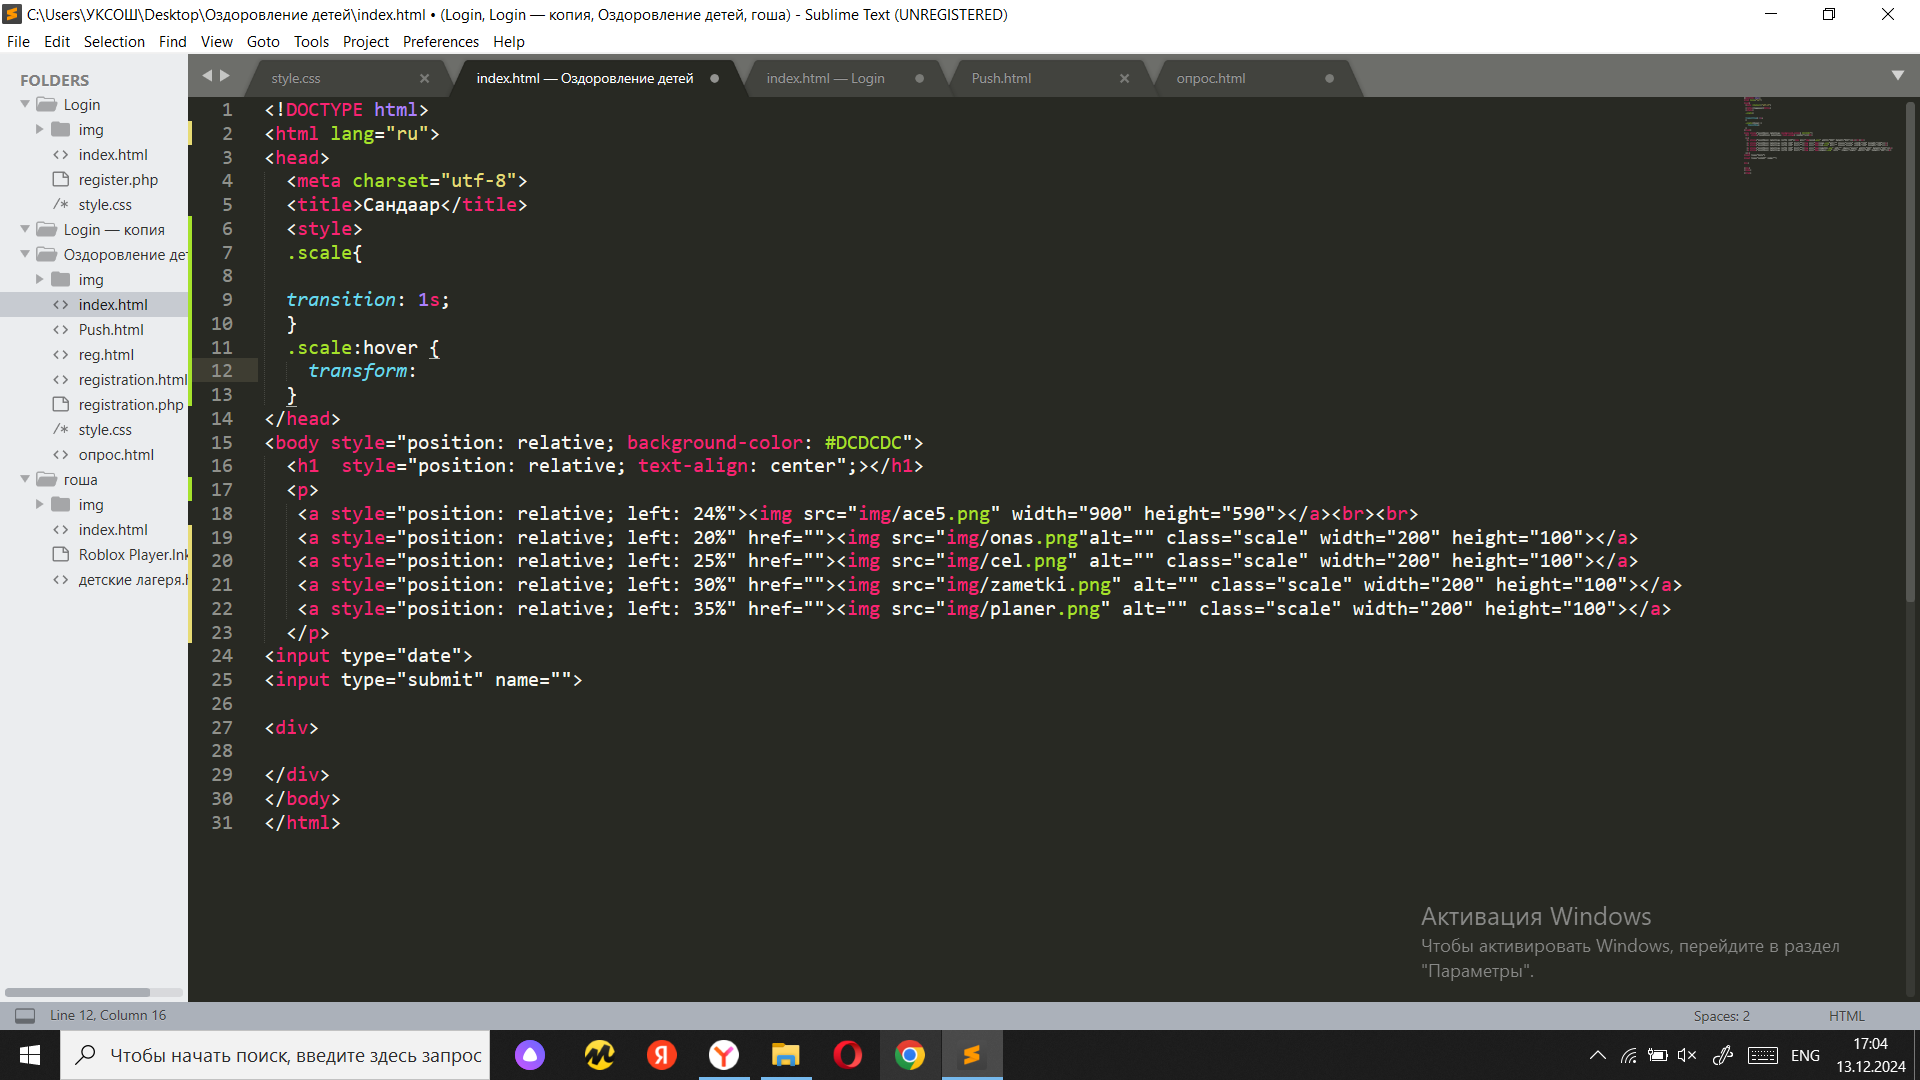 C:\Users\УКСОШ\Desktop\Оздоровление детей\index.html • (Login, Login — копия, Оздоровление детей, гоша) - Sublime Text (UNREGISTERED)
File Edit Selection Find View Goto Tools Project Preferences Help
FOLDERS
Login
img
index.html
register.php
style.css
Login — копия
Оздоровление де
img
index.html
Push.html
reg.html
registration.html
registration.php
style.css
опрос.html
гоша
img
index.html
Roblox Player.lnk
детские лагеря.h
style.css
index.html — Оздоровление детей
index.html — Login
Push.html
опрос.html
1 <!DOCTYPE html>
2 <html lang="ru">
3 <head>
4 <meta charset="utf-8">
5 <title>Сандаар</title>
6 <style>
7 .scale{
8
9 transition: 1s;
10 }
11 .scale:hover {
12 transform:
13 }
14 </head>
15 <body style="position: relative; background-color: #DCDCDC">
16 <h1  style="position: relative; text-align: center";></h1>
17 <p>
18 <a style="position: relative; left: 24%"><img src="img/ace5.png" width="900" height="590"></a><br><br>
19 <a style="position: relative; left: 20%" href=""><img src="img/onas.png"alt="" class="scale" width="200" height="100"></a>
20 <a style="position: relative; left: 25%" href=""><img src="img/cel.png" alt="" class="scale" width="200" height="100"></a>
21 <a style="position: relative; left: 30%" href=""><img src="img/zametki.png" alt="" class="scale" width="200" height="100"></a>
22 <a style="position: relative; left: 35%" href=""><img src="img/planer.png" alt="" class="scale" width="200" height="100"></a>
23 </p>
24 <input type="date">
25 <input type="submit" name="">
26
27 <div>
28
29 </div>
30 </body>
31 </html>
Активация Windows
Чтобы активировать Windows, перейдите в раздел
"Параметры".
Line 12, Column 16
Spaces: 2
HTML
Чтобы начать поиск, введите здесь запрос
ENG
17:04
13.12.2024